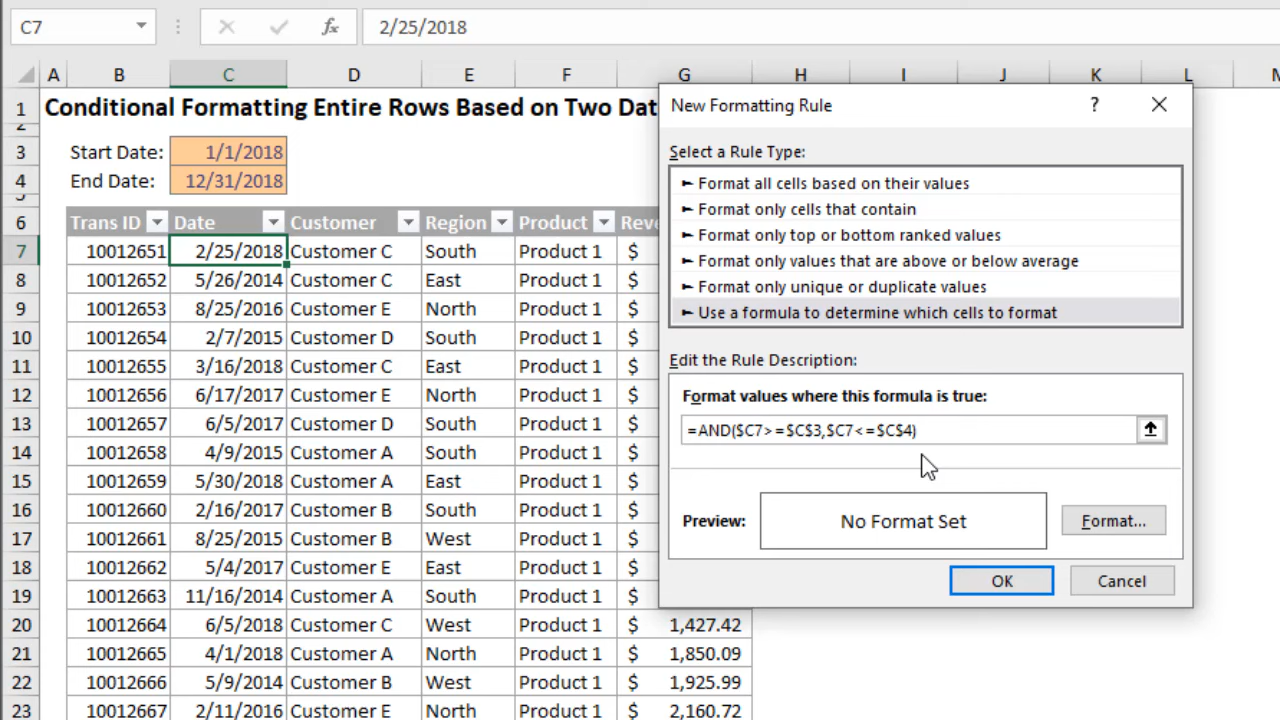 C7 fx 2/25/2018
A B C D E F G H I J K L M
1 Conditional Formatting Entire Rows Based on Two Dat
2
3 Start Date: 1/1/2018
4 End Date: 12/31/2018
5
6 Trans ID Date Customer Region Product Reve
7 10012651 2/25/2018 Customer C South Product 1 $
8 10012652 5/26/2014 Customer C East Product 1 $
9 10012653 8/25/2016 Customer E North Product 1 $
10 10012654 2/7/2015 Customer D South Product 1 $
11 10012655 3/16/2018 Customer C East Product 1 $
12 10012656 6/17/2017 Customer E North Product 1 $
13 10012657 6/5/2017 Customer D South Product 1 $
14 10012658 4/9/2015 Customer A South Product 1 $
15 10012659 5/30/2018 Customer A East Product 1 $
16 10012660 2/16/2017 Customer B South Product 1 $
17 10012661 8/25/2015 Customer B West Product 1 $
18 10012662 5/4/2017 Customer E East Product 1 $
19 10012663 11/16/2014 Customer A South Product 1 $
20 10012664 6/5/2018 Customer C West Product 1 $ 1,427.42
21 10012665 4/1/2018 Customer A North Product 1 $ 1,850.09
22 10012666 5/9/2014 Customer B West Product 1 $ 1,925.99
23 10012667 2/11/2016 Customer E North Product 1 $ 2,160.72
New Formatting Rule ?
Select a Rule Type:
► Format all cells based on their values
► Format only cells that contain
► Format only top or bottom ranked values
► Format only values that are above or below average
► Format only unique or duplicate values
► Use a formula to determine which cells to format
Edit the Rule Description:
Format values where this formula is true:
=AND($C7>=$C$3,$C7<=$C$4)
Preview: No Format Set Format...
OK Cancel